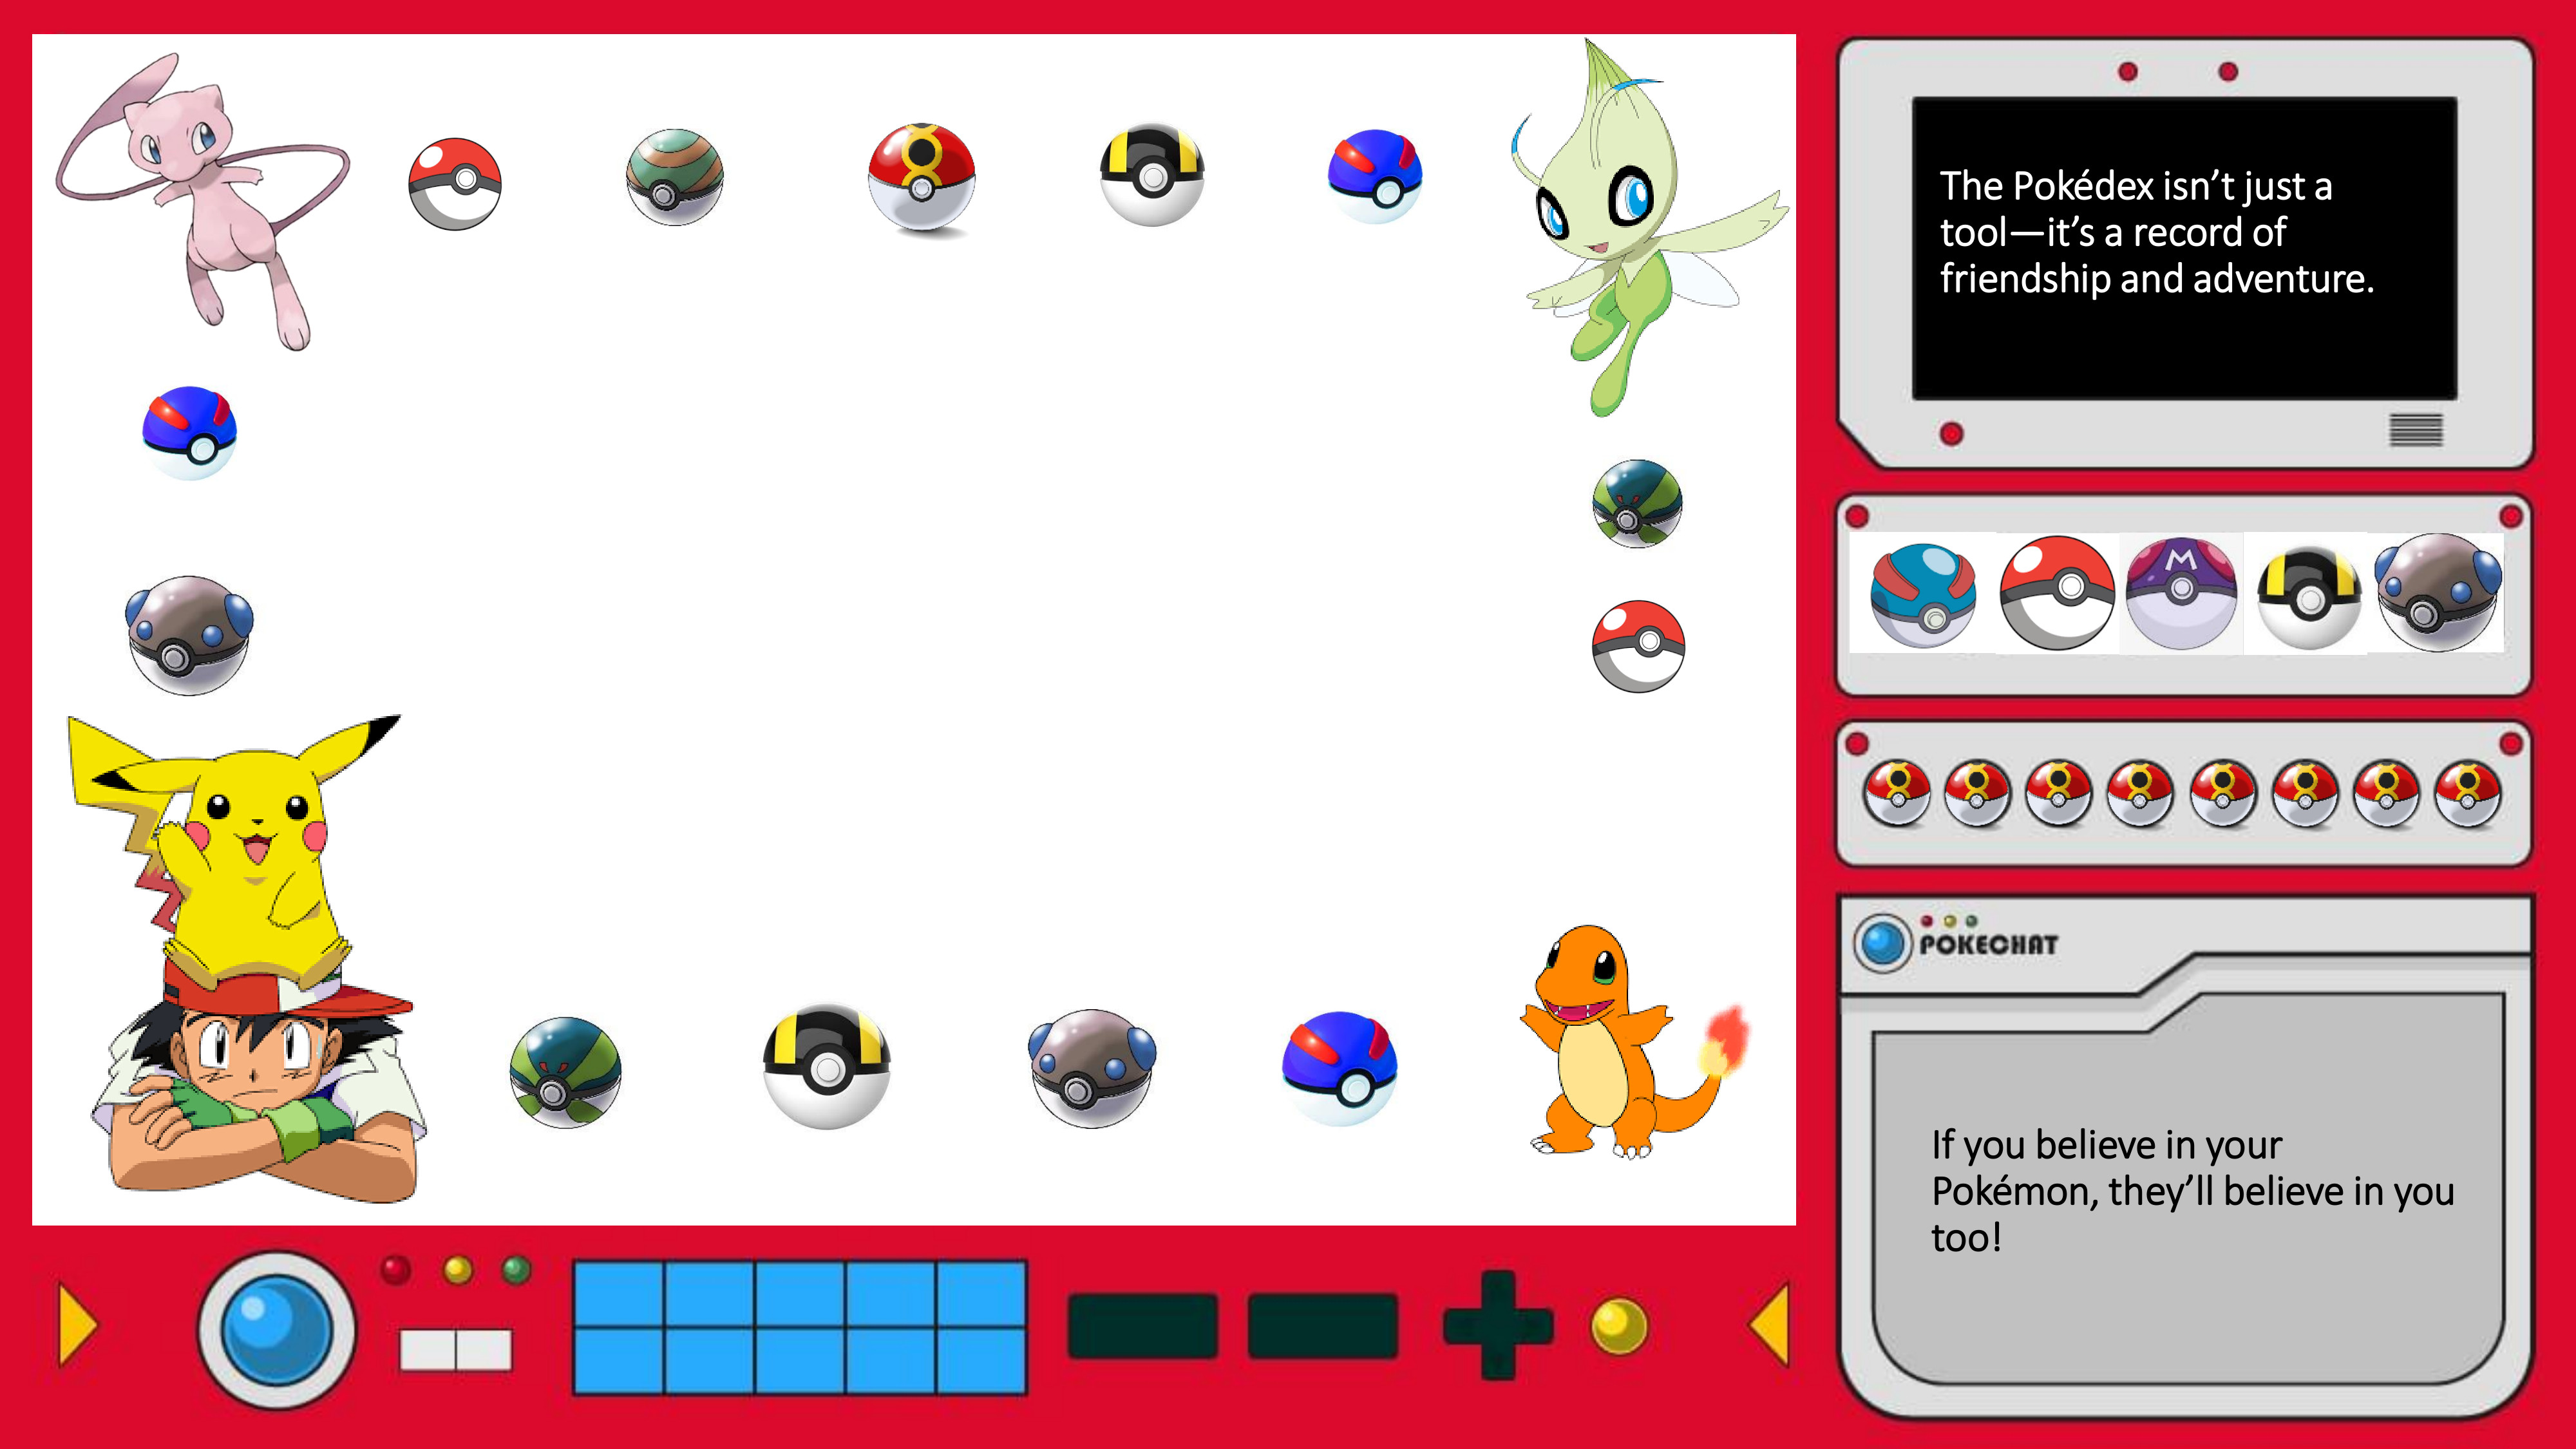 The Pokédex isn’t just a
tool—it’s a record of
friendship and adventure.
M
POKECHAT
If you believe in your
Pokémon, they’ll believe in you
too!